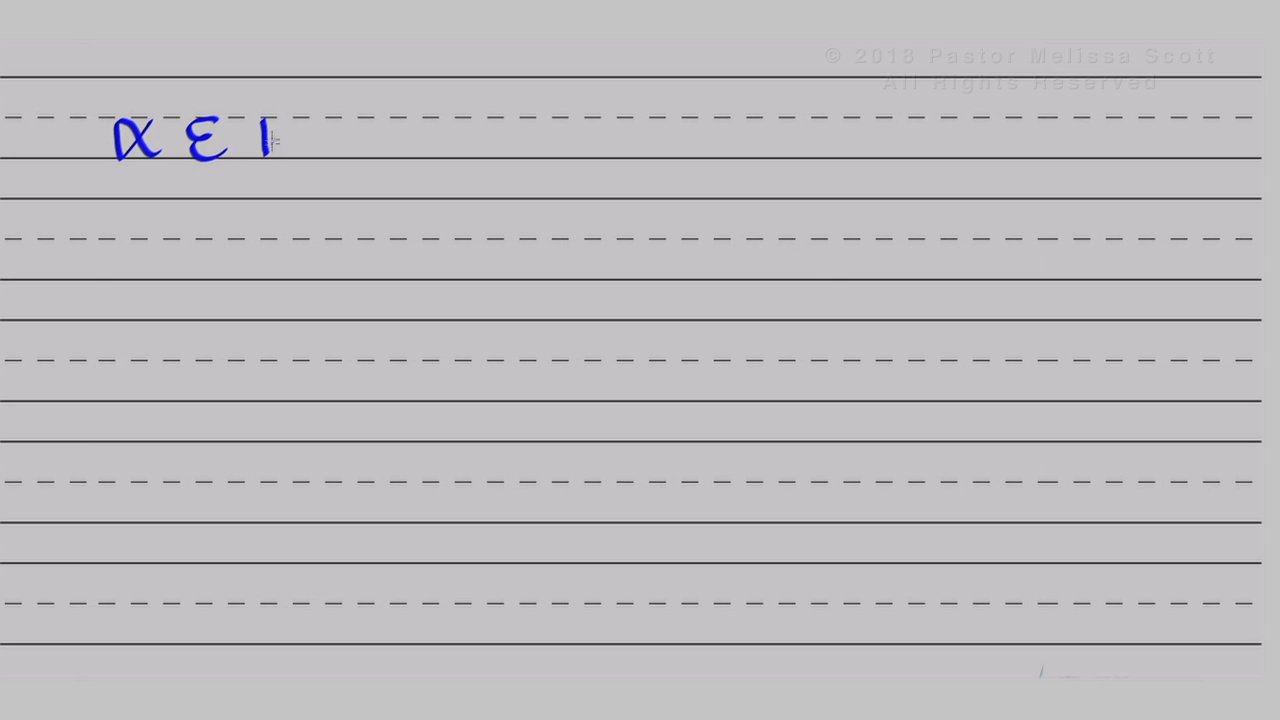 © 2018 Pastor Melissa Scott
All Rights Reserved
α ε ι